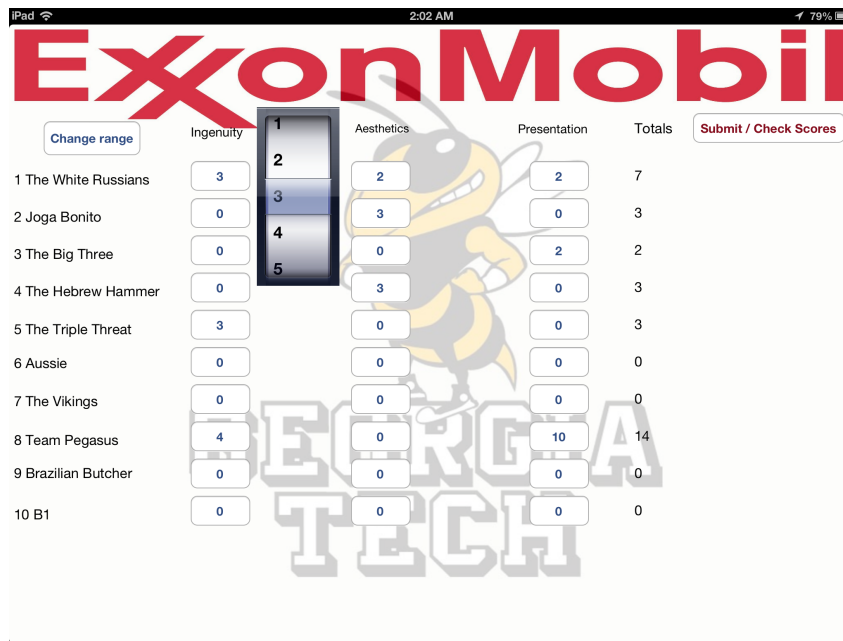 iPad 2:02 AM 79%
ExxonMobil
Change range Ingenuity Aesthetics Presentation Totals Submit / Check Scores
1
2
3
4
5
1 The White Russians 3 2 2 7
2 Joga Bonito 0 3 0 3
3 The Big Three 0 0 2 2
4 The Hebrew Hammer 0 3 0 3
5 The Triple Threat 3 0 0 3
6 Aussie 0 0 0 0
7 The Vikings 0 0 0 0
8 Team Pegasus 4 0 10 14
9 Brazilian Butcher 0 0 0 0
10 B1 0 0 0 0
GEORGIA
TECH